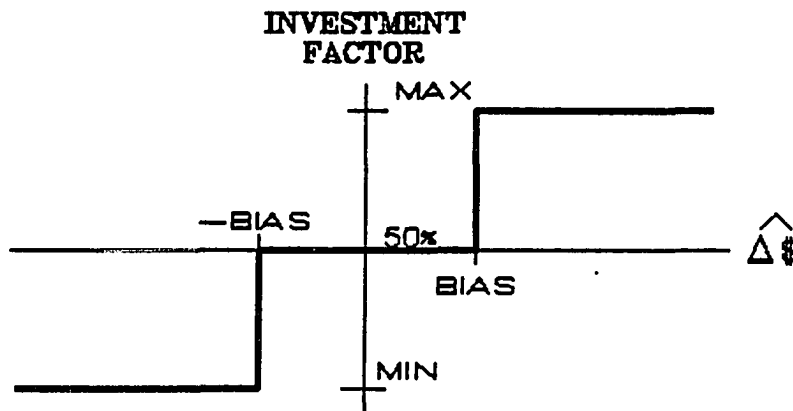 INVESTMENT
FACTOR
MAX
—BIAS
50%
Δ$̂
BIAS
MIN